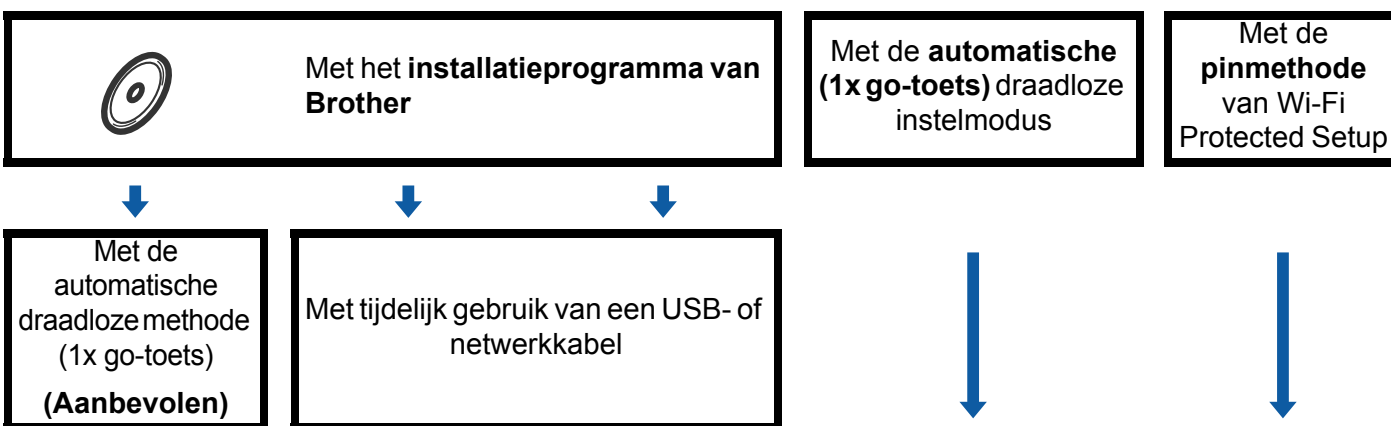 Met het installatieprogramma van
Brother
Met de automatische
(1x go-toets) draadloze
instelmodus
Met de
pinmethode
van Wi-Fi
Protected Setup
Met de
automatische
draadloze methode
(1x go-toets)
(Aanbevolen)
Met tijdelijk gebruik van een USB- of
netwerkkabel